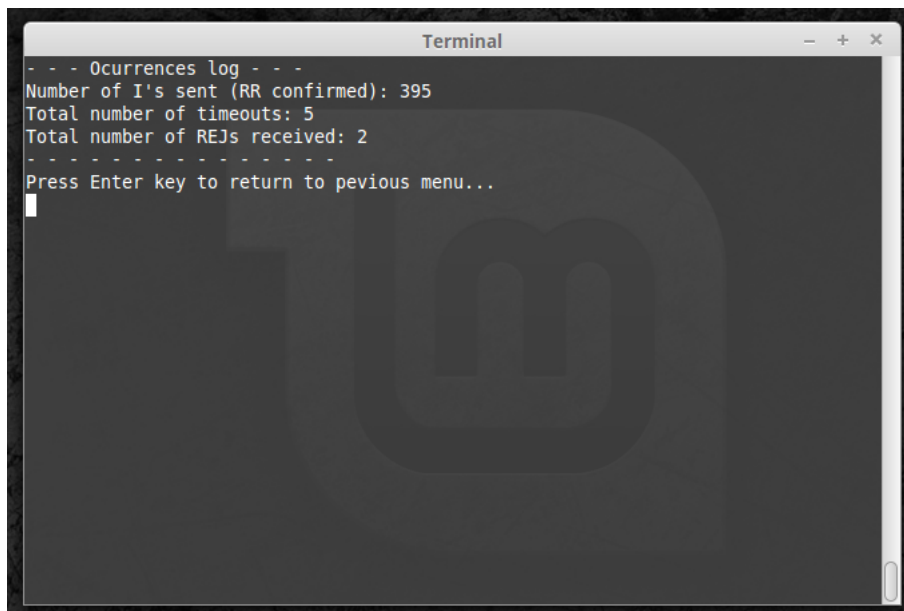 Terminal
- - - Ocurrences log - - -
Number of I's sent (RR confirmed): 395
Total number of timeouts: 5
Total number of REJs received: 2
- - - - - - - - - - - - - - -
Press Enter key to return to pevious menu...